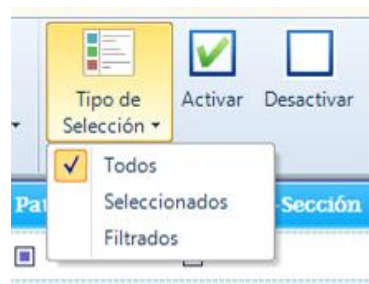 Tipo de
Selección
Activar
Desactivar
Todos
Seleccionados
Filtrados
-Sección